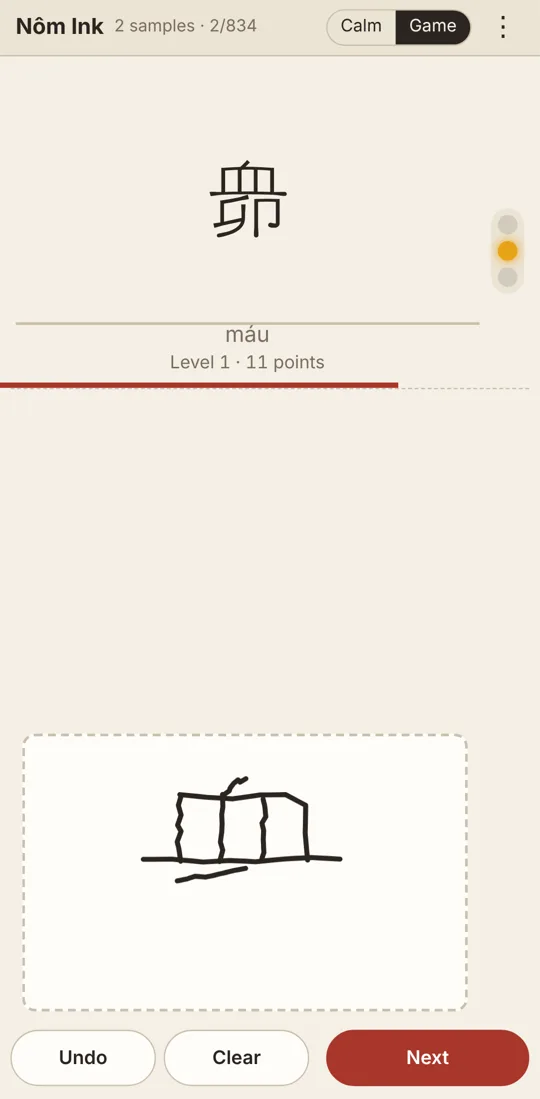 Nôm Ink 2 samples · 2/834 Calm Game
𧖱
máu
Level 1 · 11 points
Undo Clear Next